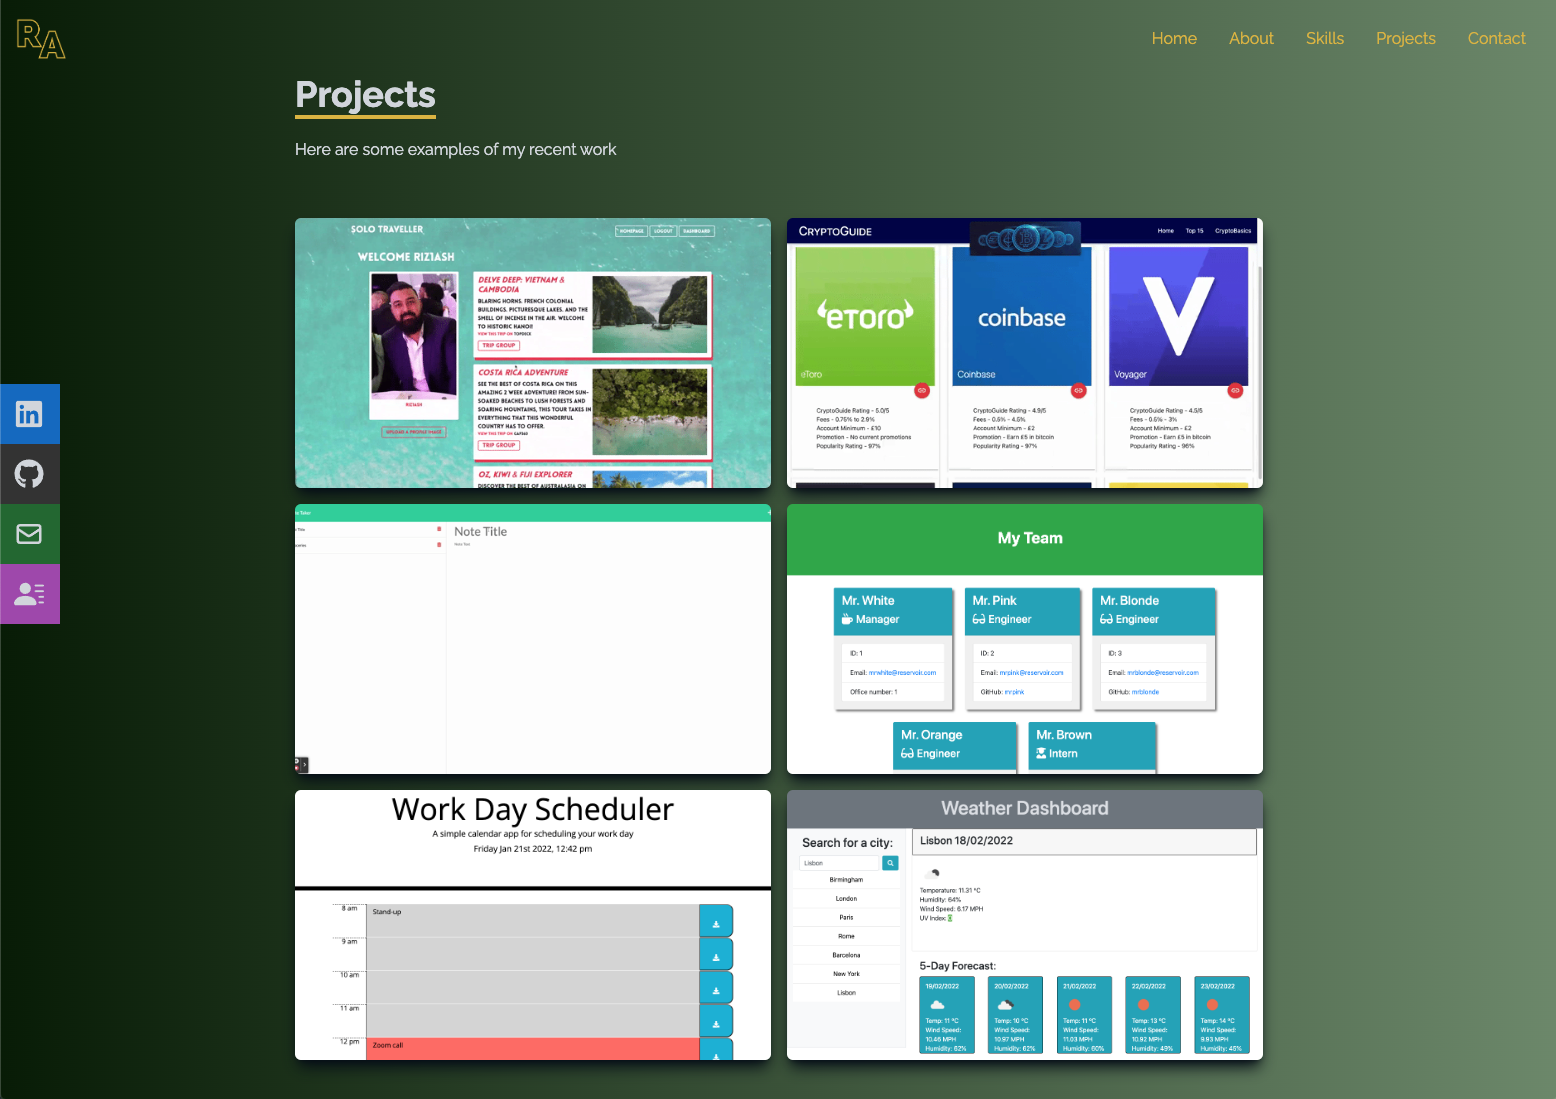 RA
Home About Skills Projects Contact
Projects
Here are some examples of my recent work
SOLO TRAVELLER
HOMEPAGE LOGOUT DASHBOARD
WELCOME RIZ1ASH
RIZ1ASH
UPLOAD A PROFILE IMAGE
DELVE DEEP: VIETNAM &
CAMBODIA
BLARING HORNS. FRENCH COLONIAL
BUILDINGS. PICTURESQUE LAKES. AND THE
SMELL OF INCENSE IN THE AIR. WELCOME
TO HISTORIC HANOI!
VIEW THIS TRIP ON TOPDECK
TRIP GROUP
COSTA RICA ADVENTURE
SEE THE BEST OF COSTA RICA ON THIS
AMAZING 2 WEEK ADVENTURE! FROM SUN-
SOAKED BEACHES TO LUSH FORESTS AND
SOARING MOUNTAINS, THIS TOUR TAKES IN
EVERYTHING THAT THIS WONDERFUL
COUNTRY HAS TO OFFER.
VIEW THIS TRIP ON
TRIP GROUP
OZ, KIWI & FIJI EXPLORER
DISCOVER THE BEST OF AUSTRALASIA ON
CRYPTOGUIDE
Home Top 15 CryptoBasics
eToro
eToro
CryptoGuide Rating - 5.0/5
Fees - 0.75% to 2.9%
Account Minimum - £10
Promotion - No current promotions
Popularity Rating - 97%
coinbase
Coinbase
CryptoGuide Rating - 4.9/5
Fees - 0.5% - 4.5%
Account Minimum - £2
Promotion - Earn £5 in bitcoin
Popularity Rating - 97%
V
Voyager
CryptoGuide Rating - 4.5/5
Fees - 0.5% - 3%
Account Minimum - £2
Promotion - Earn £5 in bitcoin
Popularity Rating - 96%
Taker
Title
Note Title
Note Text
My Team
Mr. White
Manager
ID: 1
Email: mrwhite@reservoir.com
Office number: 1
Mr. Pink
Engineer
ID: 2
Email: mrpink@reservoir.com
GitHub: mrpink
Mr. Blonde
Engineer
ID: 3
Email: mrblonde@reservoir.com
GitHub: mrblonde
Mr. Orange
Engineer
Mr. Brown
Intern
Work Day Scheduler
A simple calendar app for scheduling your work day
Friday Jan 21st 2022, 12:42 pm
8 am Stand-up
9 am
10 am
11 am
12 pm Zoom call
Weather Dashboard
Search for a city:
Lisbon
Birmingham
London
Paris
Rome
Barcelona
New York
Lisbon
Lisbon 18/02/2022
Temperature: 11.31 °C
Humidity: 64%
Wind Speed: 6.17 MPH
UV Index:
5-Day Forecast:
19/02/2022
Temp: 11 °C
Wind Speed:
10.46 MPH
Humidity: 62%
20/02/2022
Temp: 10 °C
Wind Speed:
10.97 MPH
Humidity: 62%
21/02/2022
Temp: 11 °C
Wind Speed:
11.03 MPH
Humidity: 60%
22/02/2022
Temp: 13 °C
Wind Speed:
10.92 MPH
Humidity: 49%
23/02/2022
Temp: 14 °C
Wind Speed:
9.93 MPH
Humidity: 45%